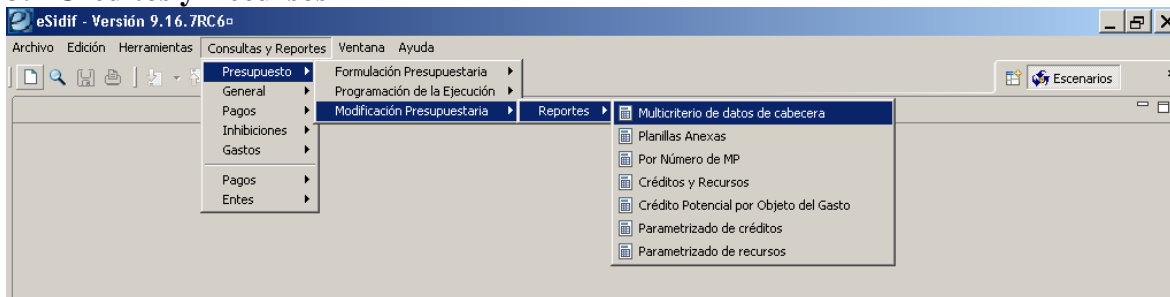 eSidif - Versión 9.16.7RC6
Archivo Edición Herramientas Consultas y Reportes Ventana Ayuda
Presupuesto Formulación Presupuestaria
Escenarios
General Programación de la Ejecución
Pagos Modificación Presupuestaria Reportes Multicriterio de datos de cabecera
Inhibiciones Planillas Anexas
Gastos Por Número de MP
Pagos Créditos y Recursos
Entes Crédito Potencial por Objeto del Gasto
Parametrizado de créditos
Parametrizado de recursos